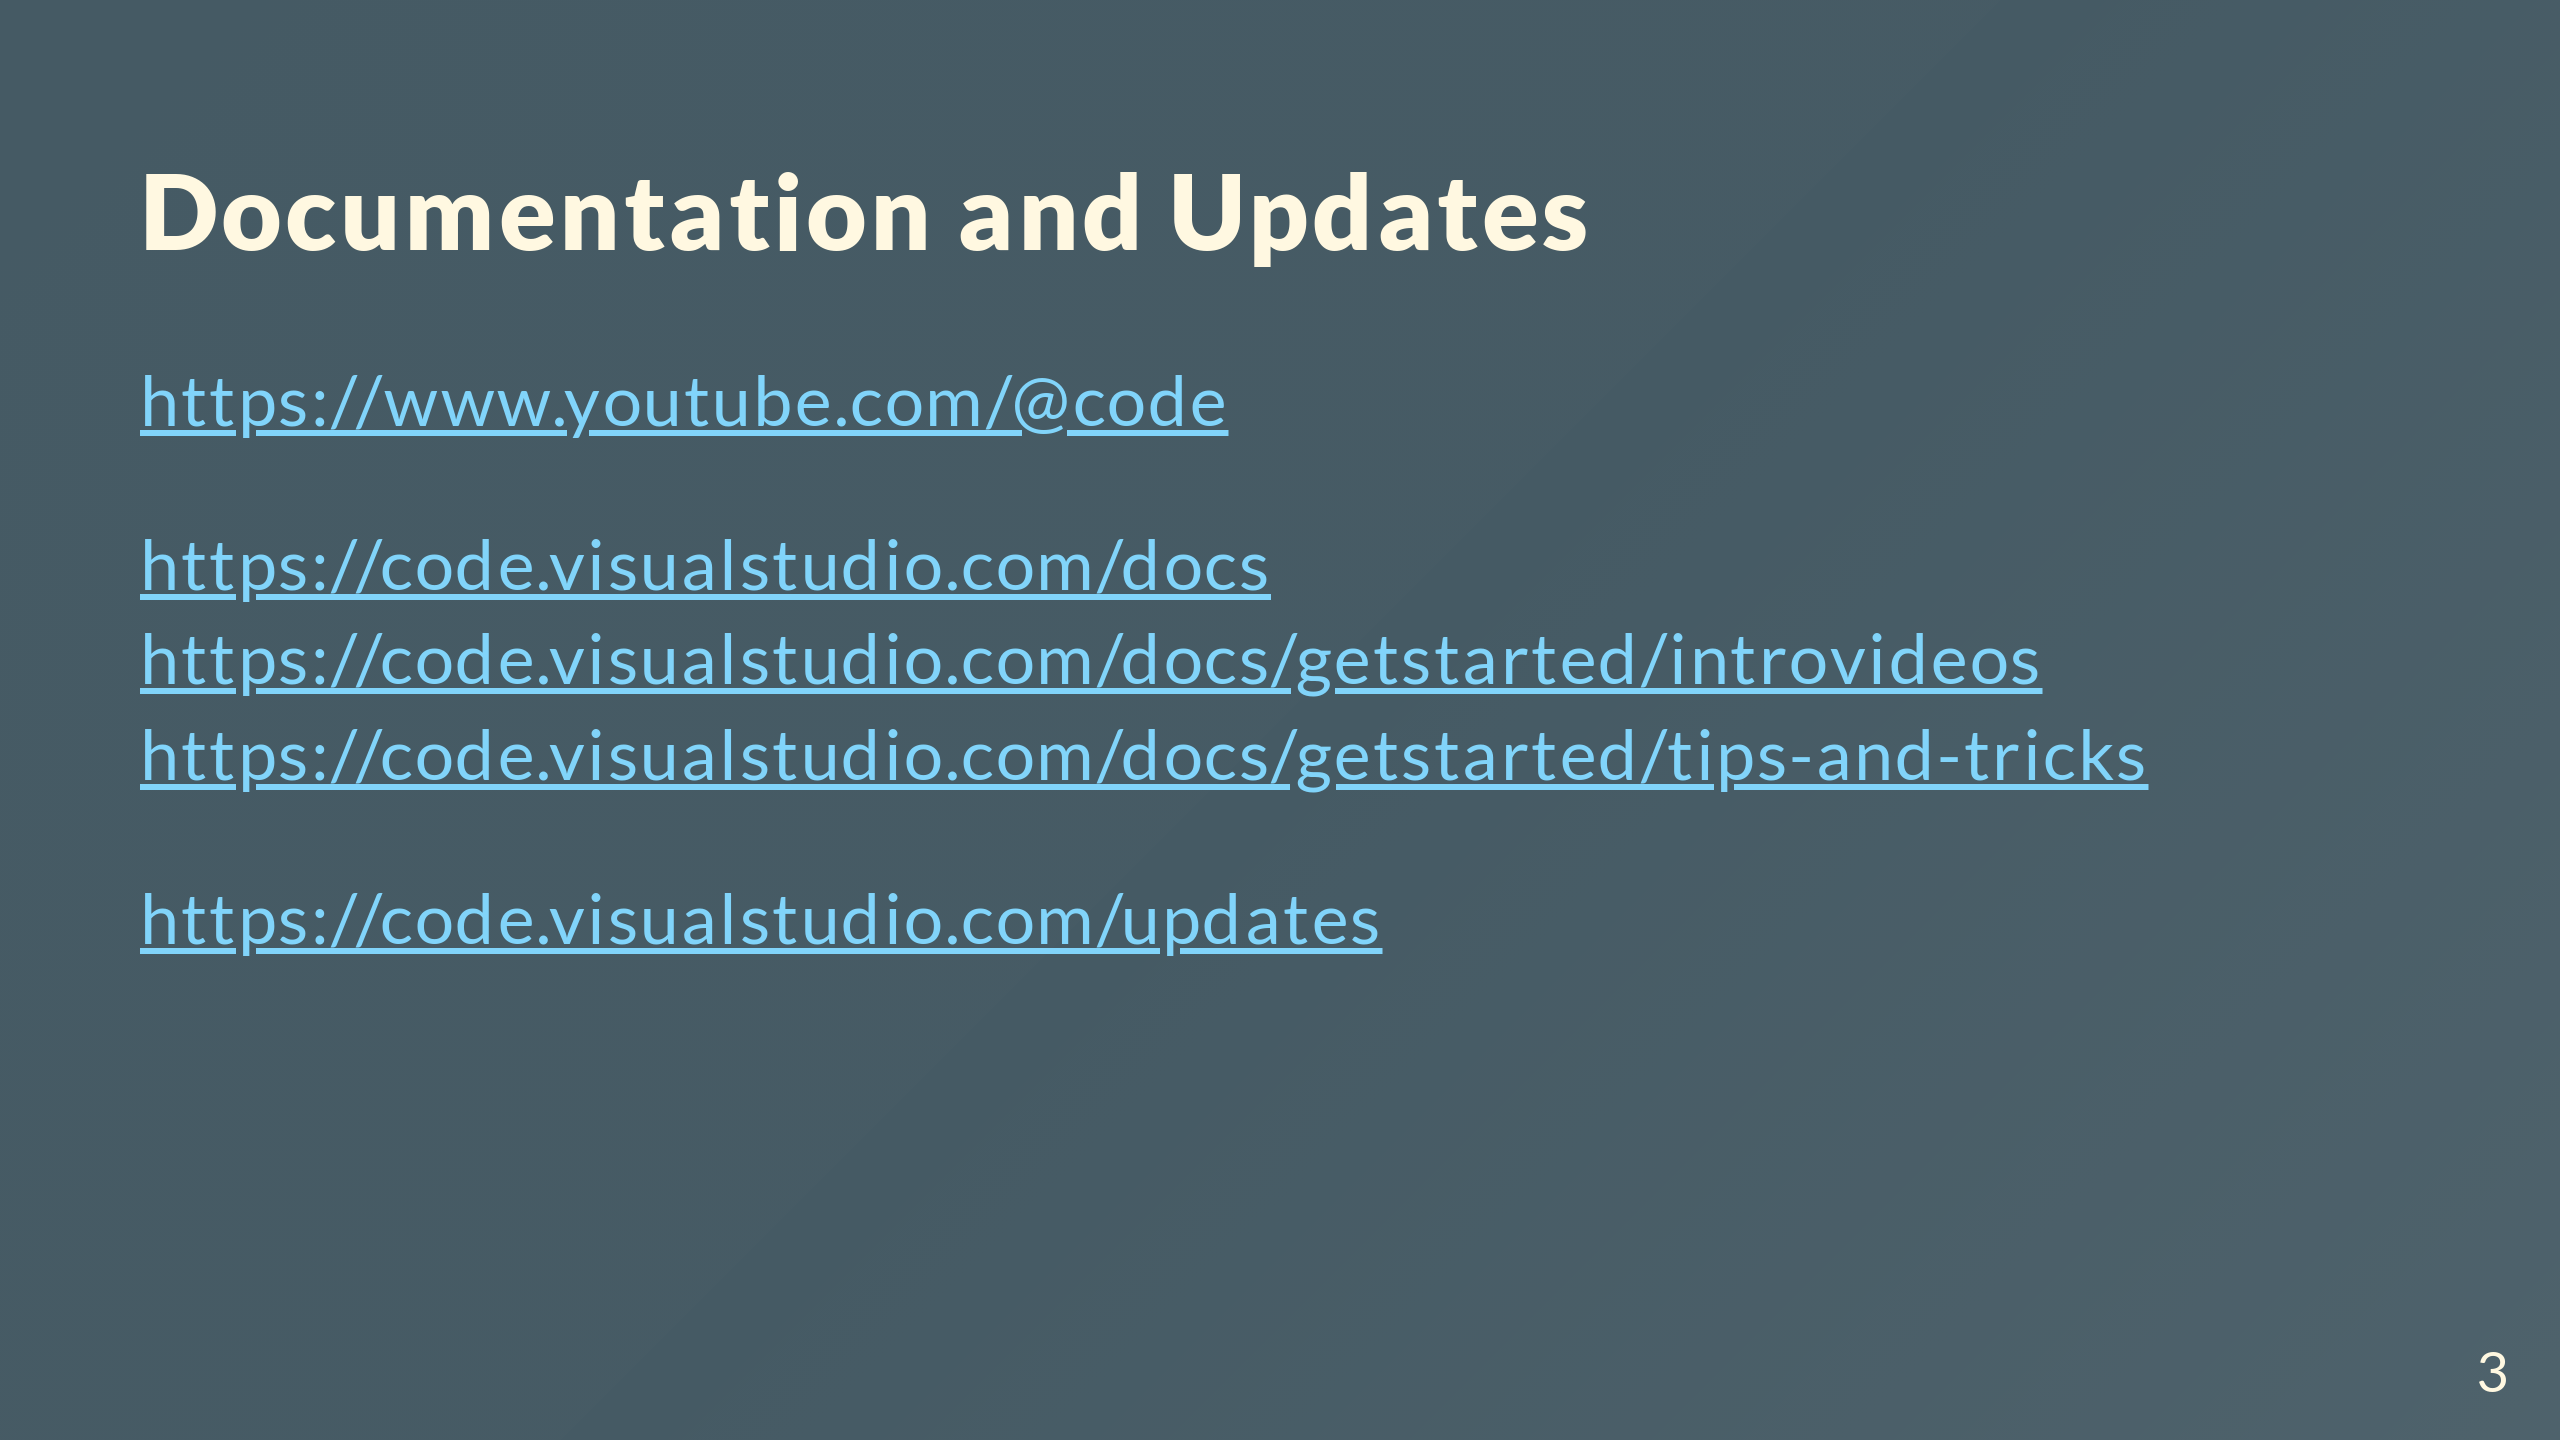 Documentation and Updates
https://www.youtube.com/@code
https://code.visualstudio.com/docs
https://code.visualstudio.com/docs/getstarted/introvideos
https://code.visualstudio.com/docs/getstarted/tips-and-tricks
https://code.visualstudio.com/updates
3